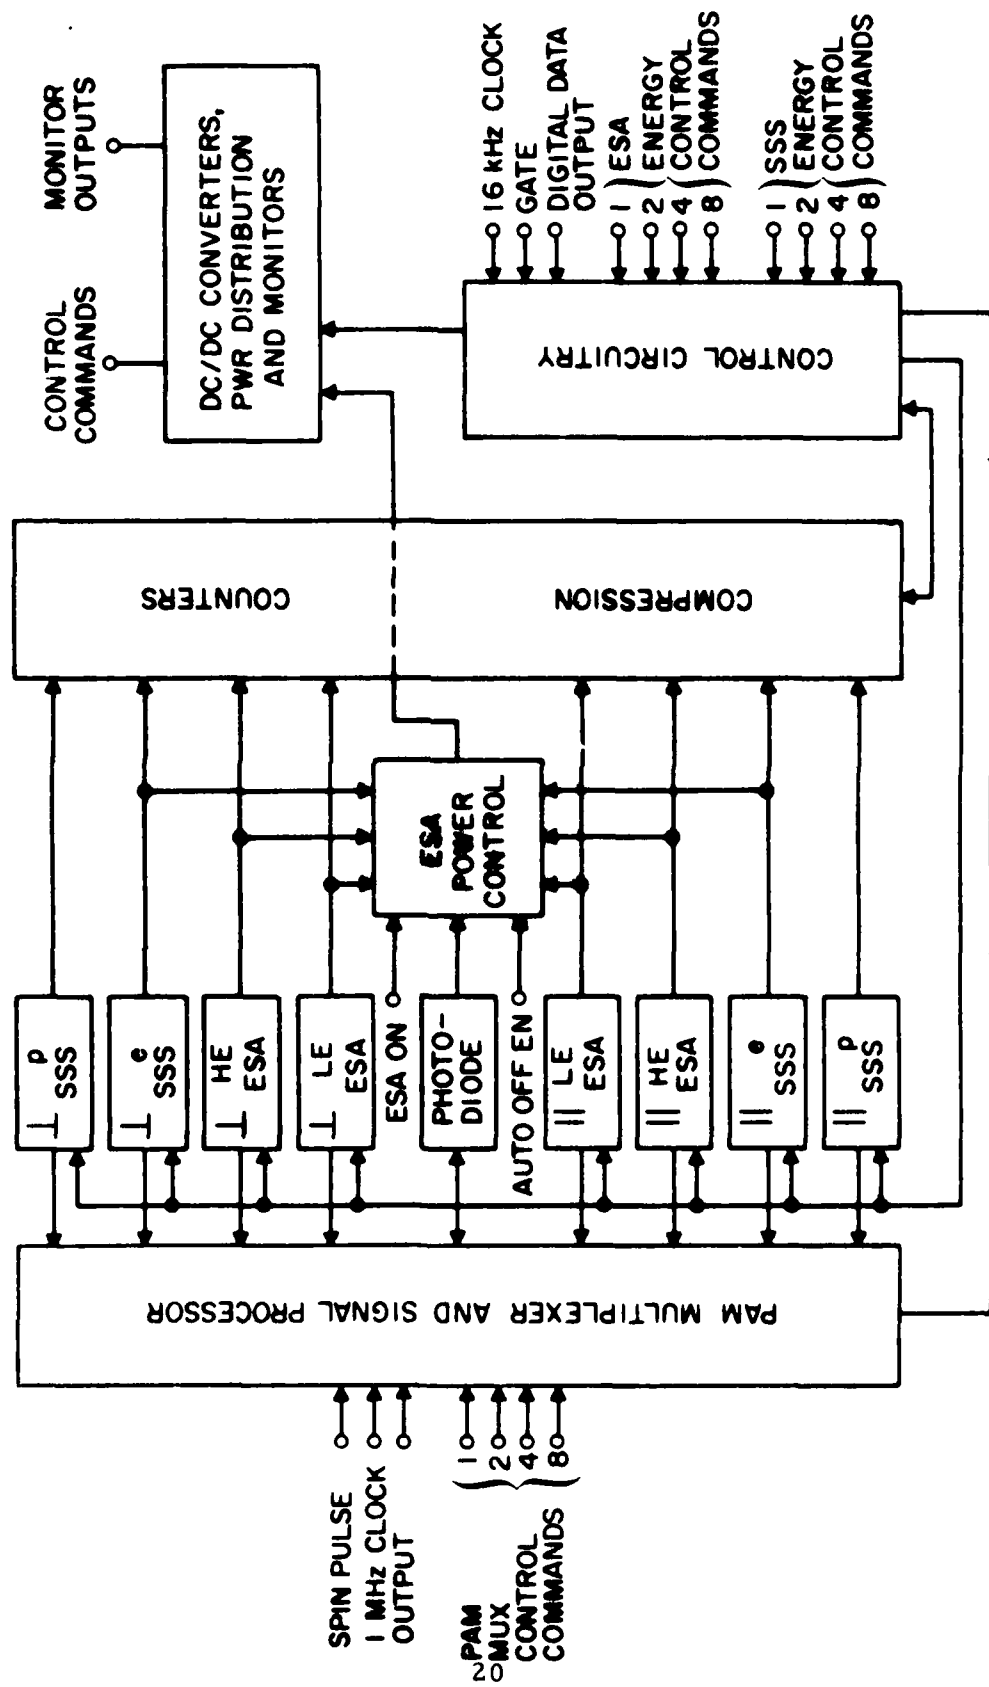 SPIN PULSE
1 MHz CLOCK
OUTPUT
PAM
MUX
CONTROL
COMMANDS
1
2
4
8
PAM MULTIPLEXER AND SIGNAL PROCESSOR
⊥ p
SSS
⊥ e
SSS
⊥ HE
ESA
⊥ LE
ESA
ESA ON
PHOTO-
DIODE
AUTO OFF EN
|| LE
ESA
|| HE
ESA
|| e
SSS
|| p
SSS
ESA
POWER
CONTROL
COUNTERS
COMPRESSION
CONTROL
COMMANDS
MONITOR
OUTPUTS
DC/DC CONVERTERS,
PWR DISTRIBUTION
AND MONITORS
CONTROL CIRCUITRY
16 kHz CLOCK
GATE
DIGITAL DATA
OUTPUT
1 ESA
2 ENERGY
4 CONTROL
8 COMMANDS
1 SSS
2 ENERGY
4 CONTROL
8 COMMANDS
20